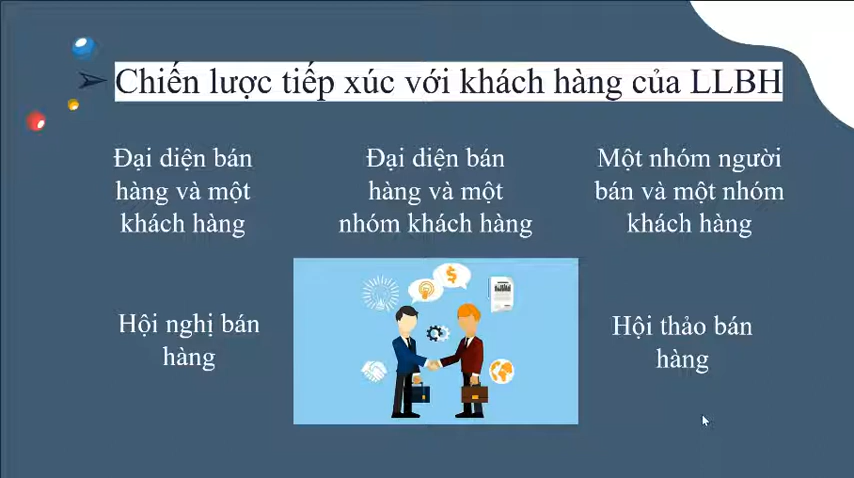 ➢ Chiến lược tiếp xúc với khách hàng của LLBH
Đại diện bán
hàng và một
khách hàng
Đại diện bán
hàng và một
nhóm khách hàng
Một nhóm người
bán và một nhóm
khách hàng
Hội nghị bán
hàng
$
Hội thảo bán
hàng